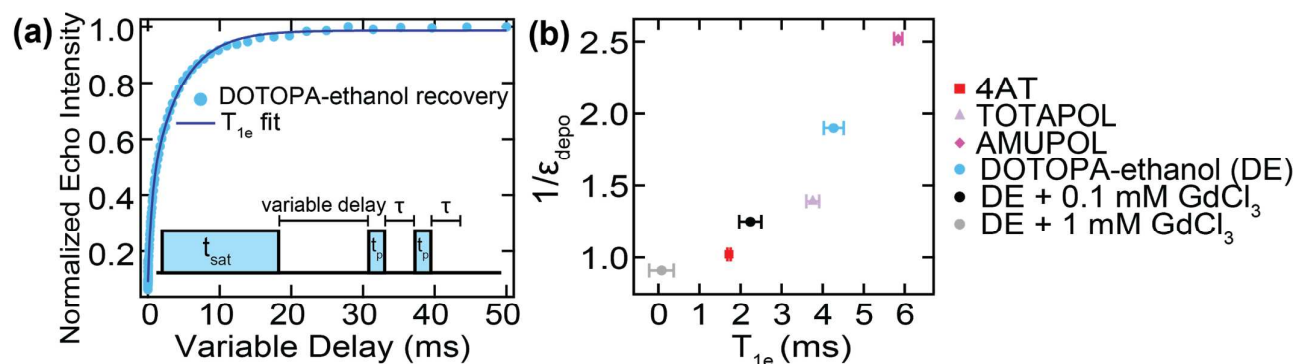 (a)
Normalized Echo Intensity
1.0
0.8
0.6
0.4
0.2
DOTOPA-ethanol recovery
T1e fit
variable delay
τ
τ
tsat
tp
tp
0 10 20 30 40 50
Variable Delay (ms)
(b)
1/εdepo
2.5
2.0
1.5
1.0
0 1 2 3 4 5 6
T1e (ms)
4AT
TOTAPOL
AMUPOL
DOTOPA-ethanol (DE)
DE + 0.1 mM GdCl3
DE + 1 mM GdCl3